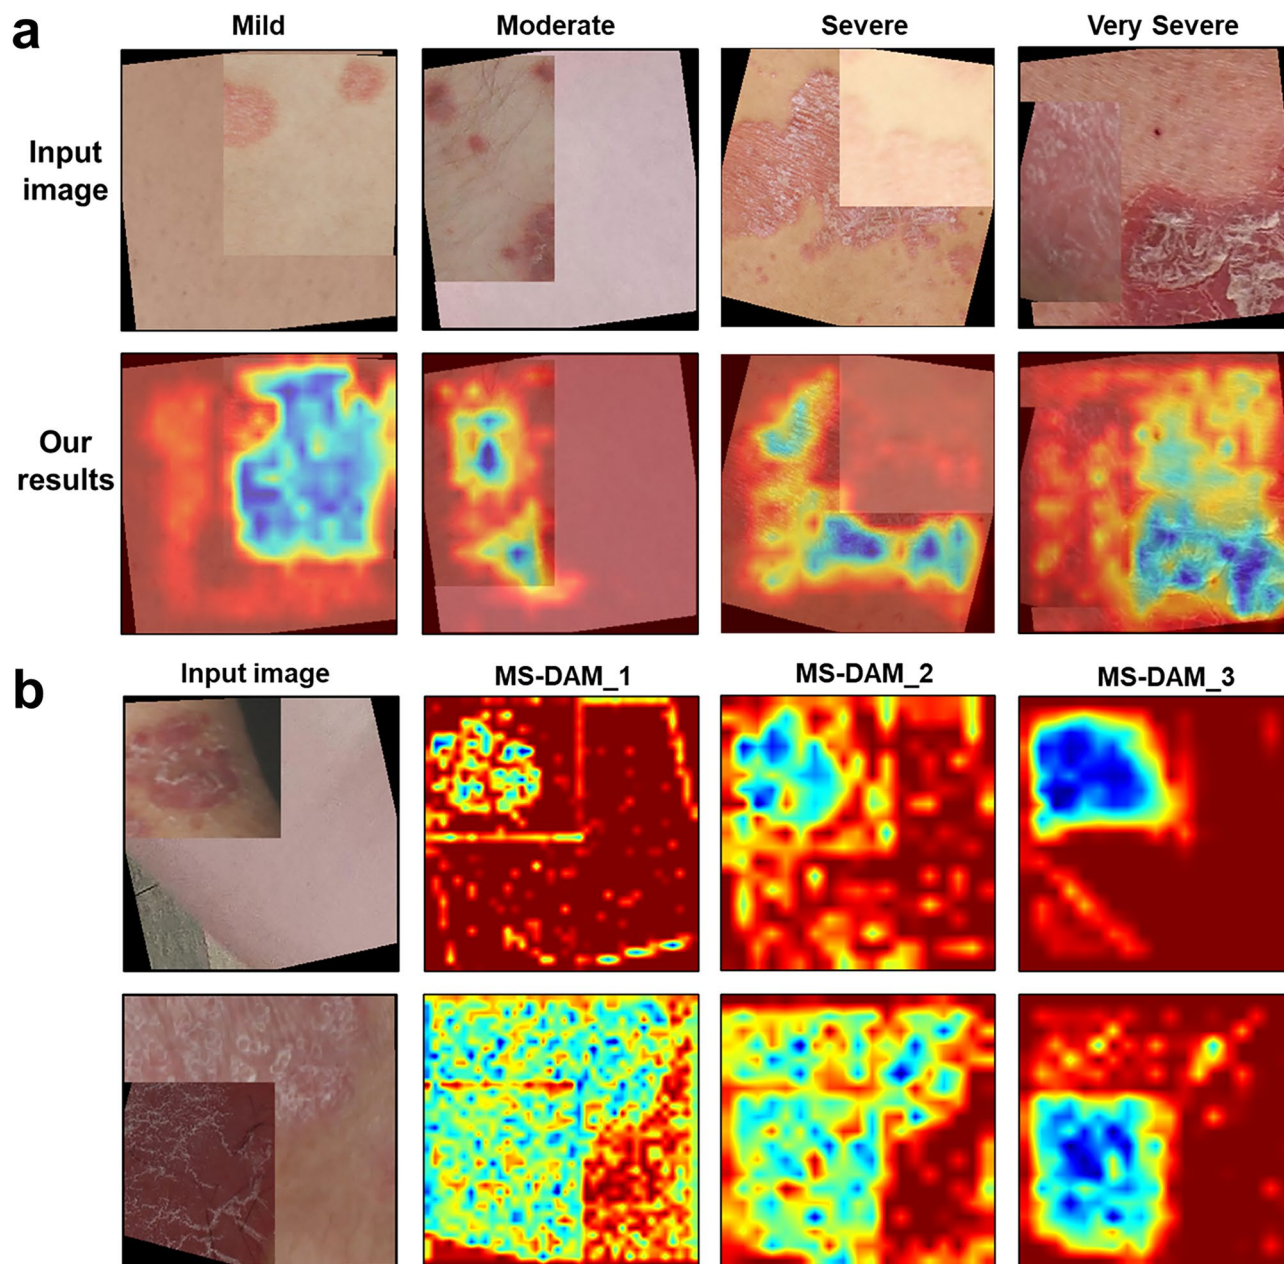 a
Mild
Moderate
Severe
Very Severe
Input
image
Our
results
b
Input image
MS-DAM_1
MS-DAM_2
MS-DAM_3